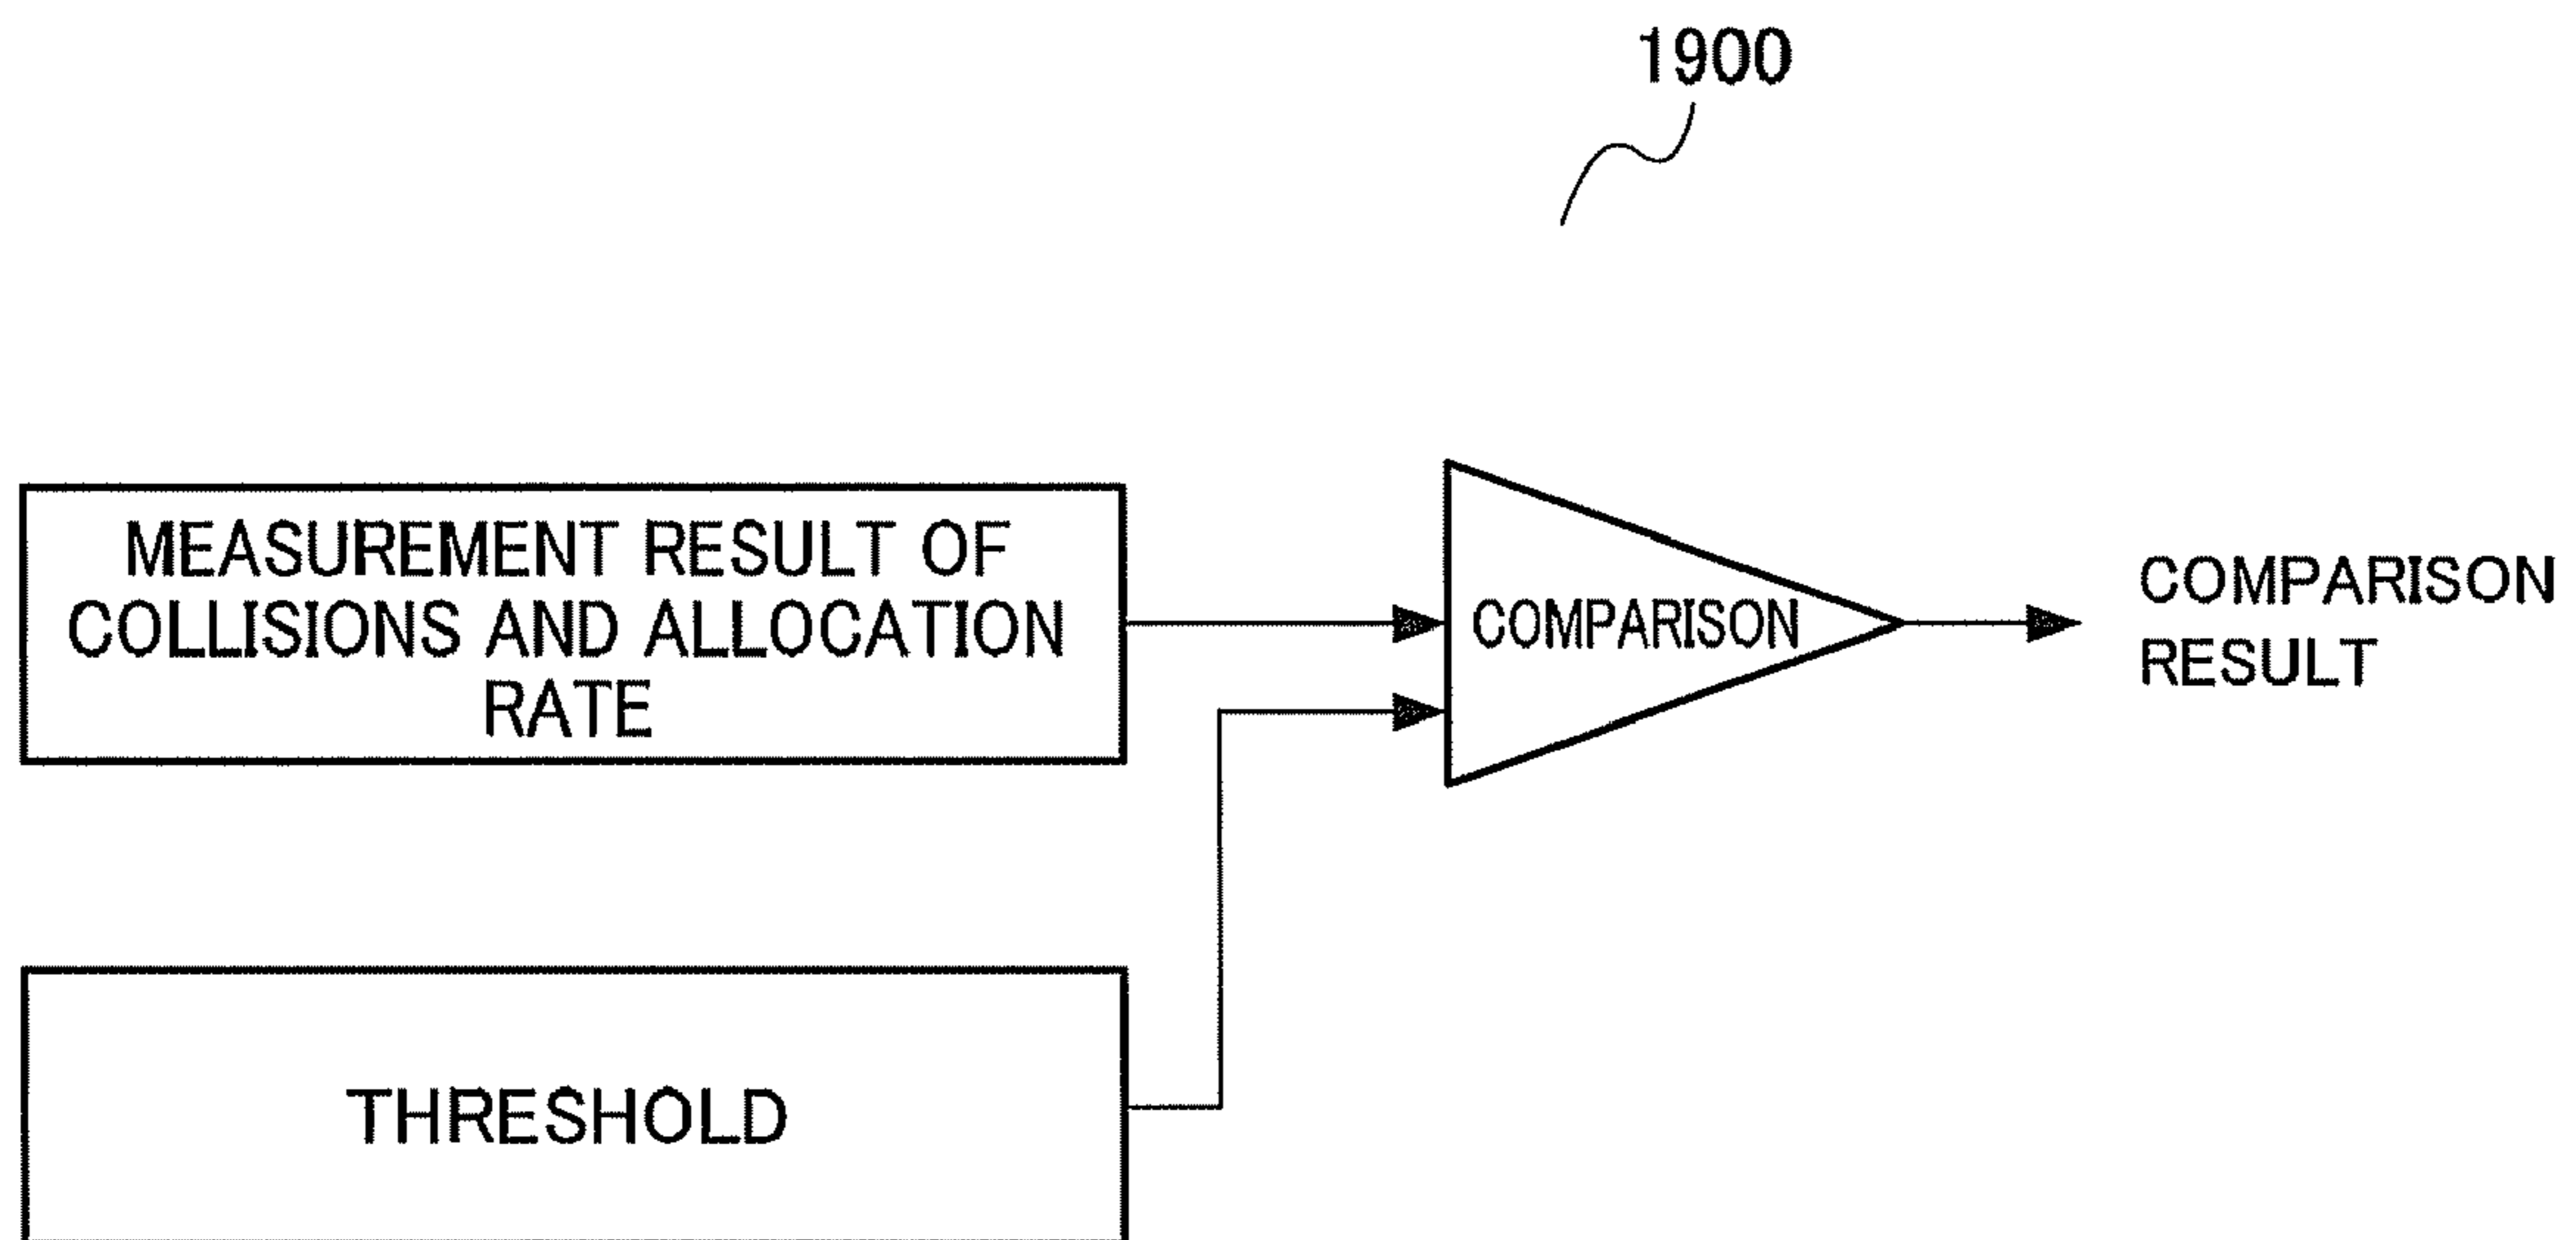 1900
MEASUREMENT RESULT OF
COLLISIONS AND ALLOCATION
RATE
COMPARISON
COMPARISON
RESULT
THRESHOLD